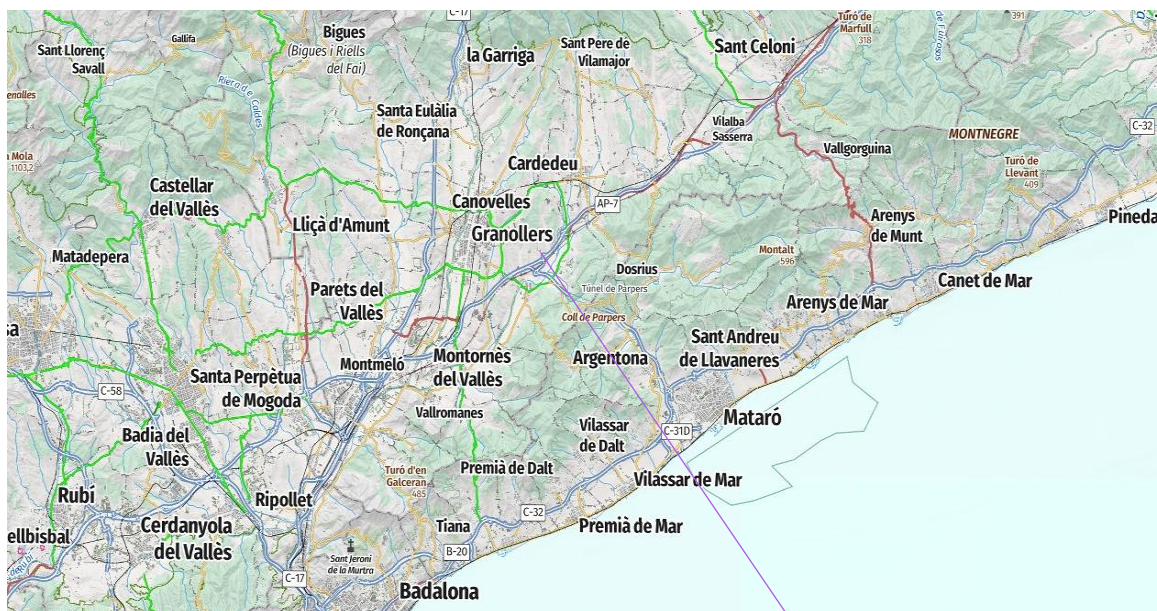 C-17
Turó de
Marfull
318
391
Bigues
(Bigues i Riells
del Fai)
Gallifa
Sant Llorenç
Savall
la Garriga
Sant Pere de
Vilamajor
Sant Celoni
Riera de Caldes
Santa Eulàlia
de Ronçana
Vilalba
Sasserra
C-32
MONTNEGRE
Vallgorguina
Turó de
Llevant
409
1103,2
Cardedeu
Castellar
del Vallès
Canovelles
AP-7
Lliçà d'Amunt
Granollers
Arenys
de Munt
Pineda
Matadepera
Montalt
596
Dosrius
Túnel de Parpers
Parets del
Vallès
Canet de Mar
Arenys de Mar
Coll de Parpers
Sant Andreu
de Llavaneres
Montmeló
Montornès
del Vallès
Argentona
Santa Perpètua
de Mogoda
C-58
Vallromanes
Mataró
Badia del
Vallès
Vilassar
de Dalt
C-31D
Turó d'en
Galceran
485
Premià de Dalt
Vilassar de Mar
Rubí
Ripollet
C-32
Premià de Mar
Tiana
Cerdanyola
del Vallès
ellbisbal
B-20
Sant Jeroni
de la Murtra
C-17
Badalona